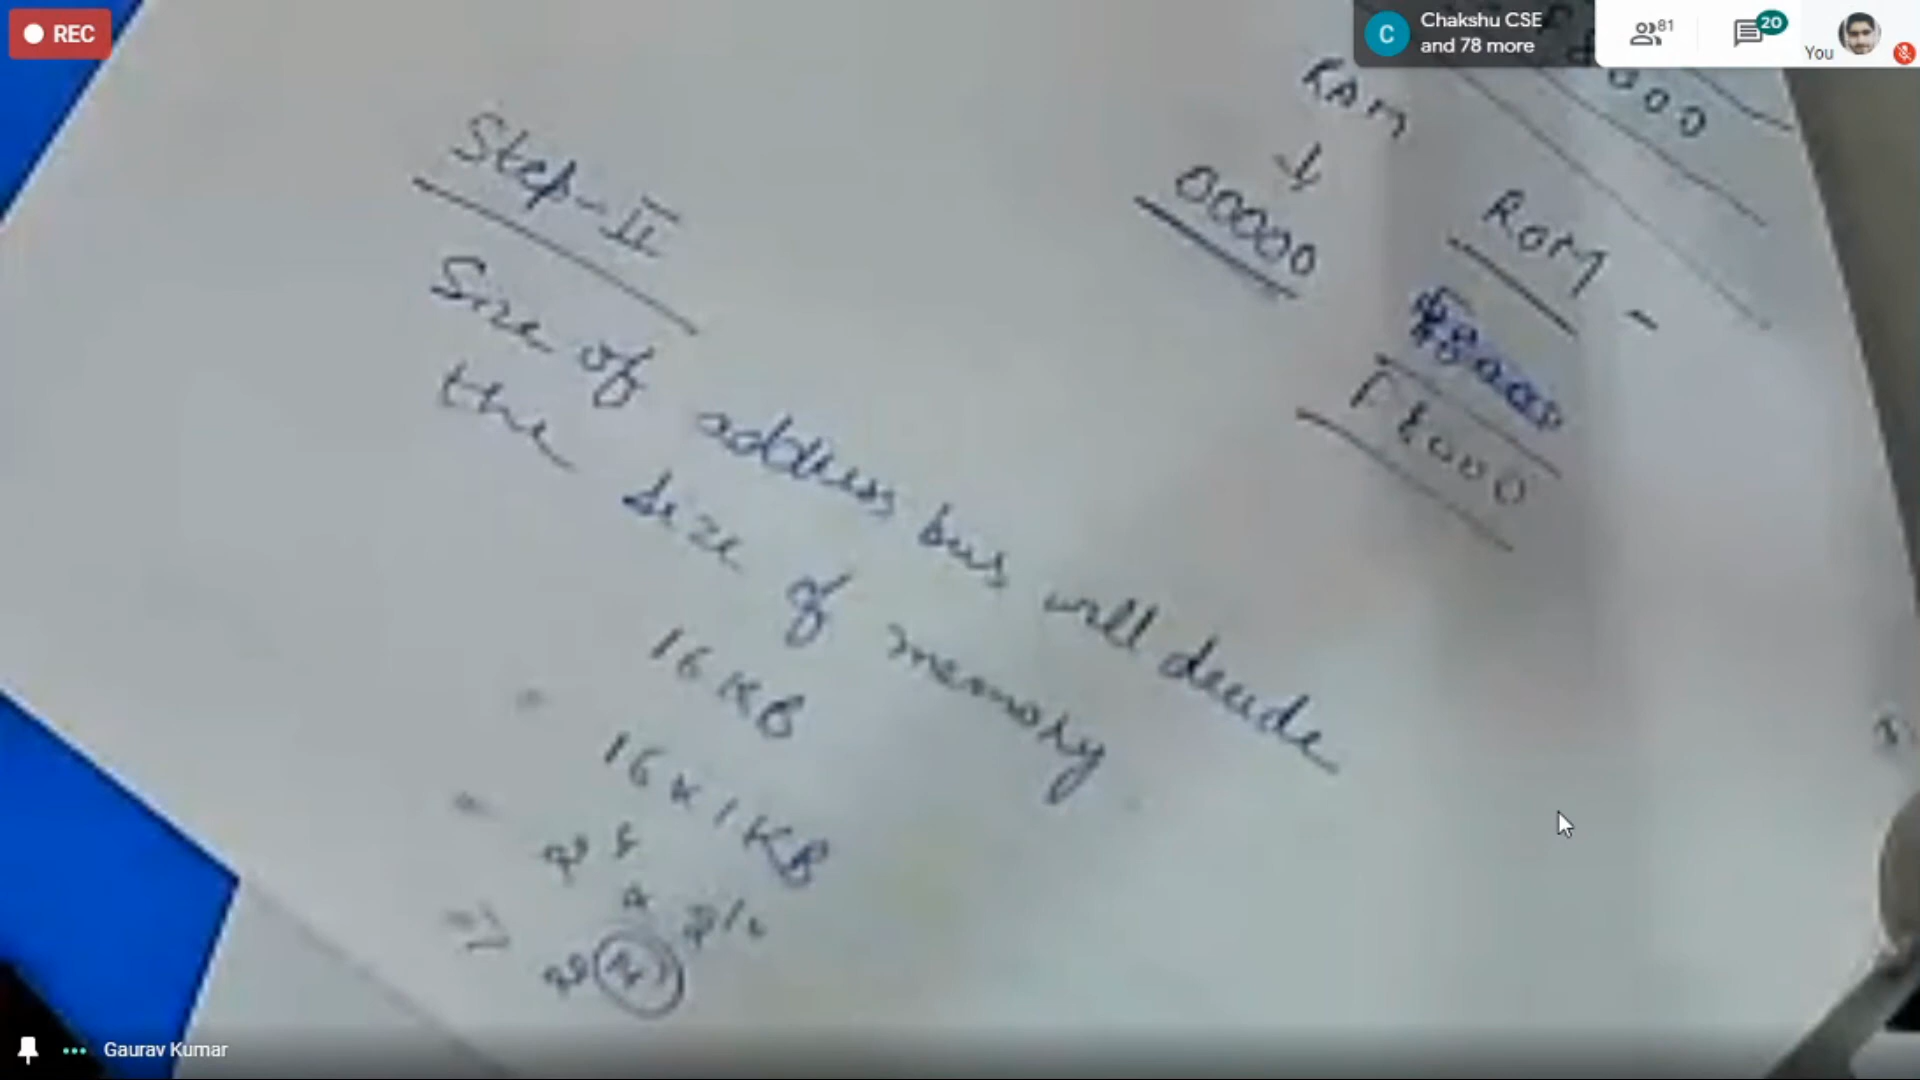 REC
Chakshu CSE
and 78 more
81
20
You
000
RAM
↓
00000
ROM -
F8000
Step-II
Size of address bus will decide
the size of memory
16 KB
= 16 x 1 KB
= 2⁴ x 2¹⁰
=> 2¹⁴
Gaurav Kumar